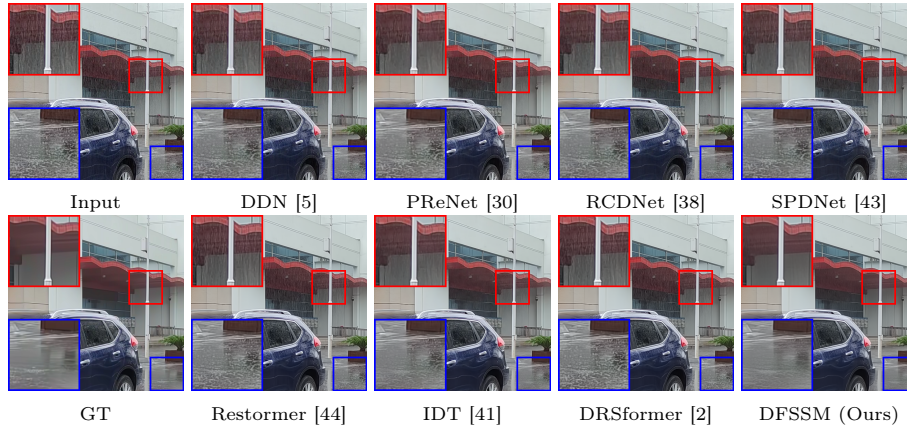 Input DDN [5] PReNet [30] RCDNet [38] SPDNet [43]
GT Restormer [44] IDT [41] DRSformer [2] DFSSM (Ours)